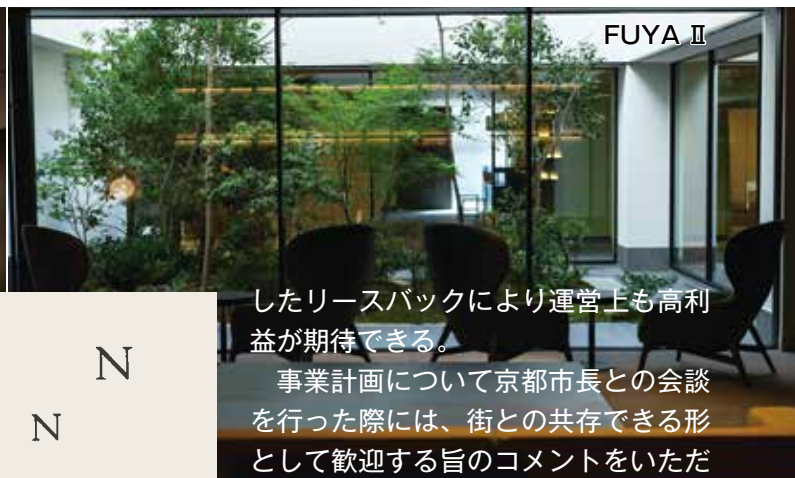 FUYA Ⅱ
N
N
したリースバックにより運営上も高利
益が期待できる。
　事業計画について京都市長との会談
を行った際には、街との共存できる形
として歓迎する旨のコメントをいただ